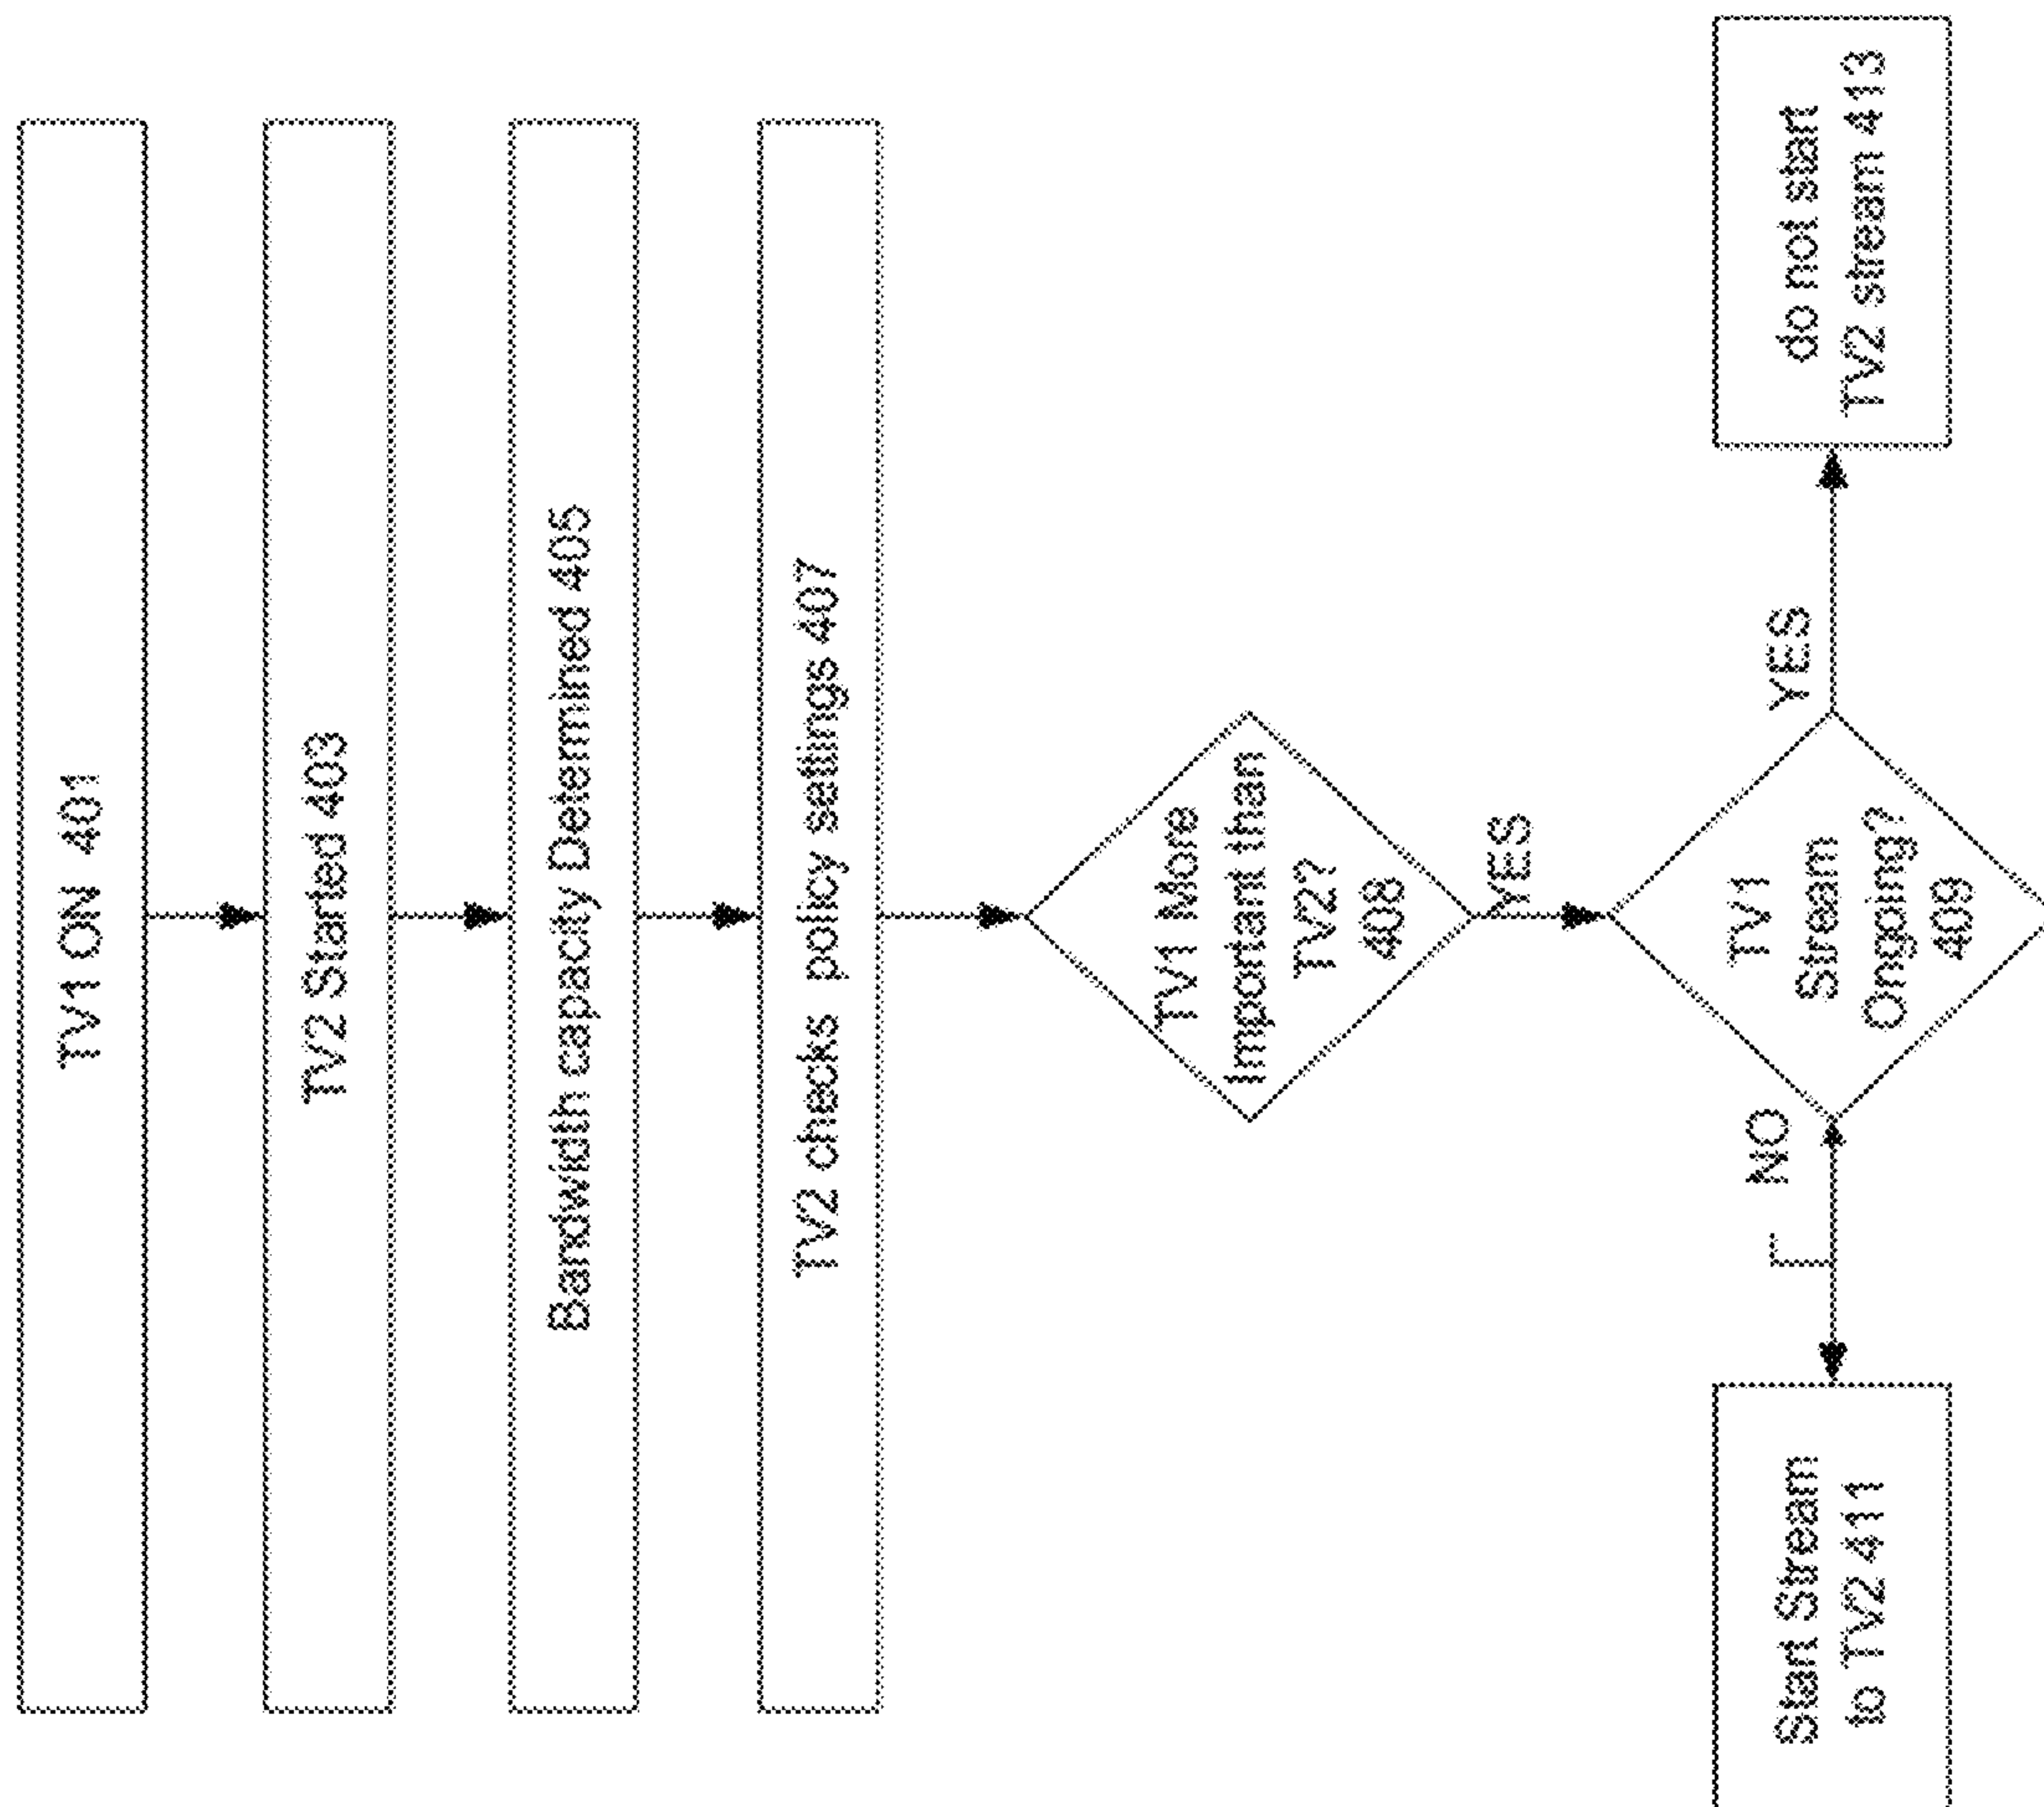 TV1 ON 401
TV2 Started 403
Bandwidth capacity Determined 405
TV2 checks policy settings 407
TV1 More
Important than
TV2?
408
YES
TV1
Stream
Ongoing?
409
NO
YES
Start Stream
to TV2 411
do not start
TV2 stream 413